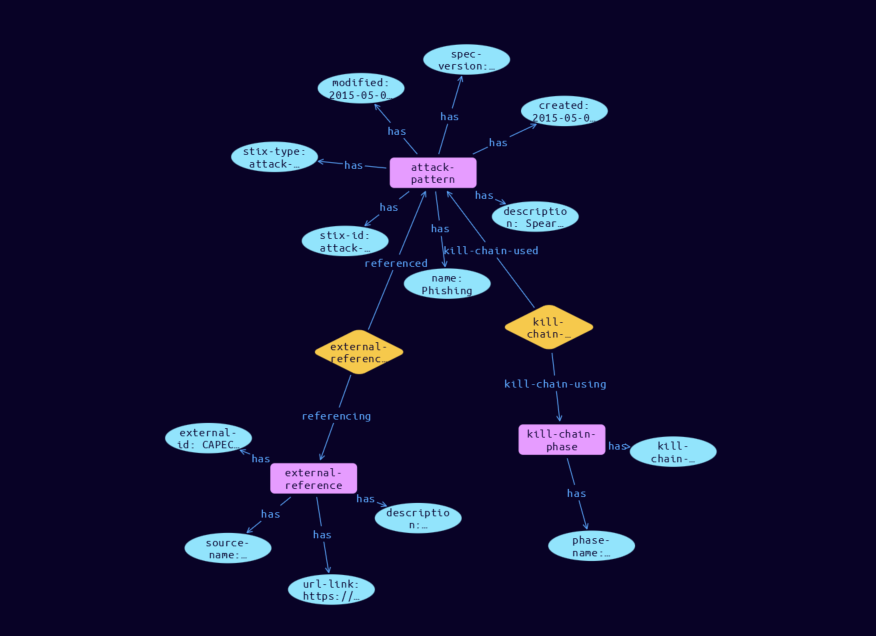 spec-
version:…
modified:
2015-05-0…
created:
2015-05-0…
has
has
has
stix-type:
attack-…
has
attack-
pattern
has
descriptio
n: Spear…
has
stix-id:
attack-…
has
kill-chain-used
referenced
name:
Phishing
kill-
chain-…
external-
referenc…
kill-chain-using
referencing
external-
id: CAPEC…
has
kill-chain-
phase
has
kill-
chain-…
external-
reference
has
has
descriptio
n:…
has
has
source-
name:…
phase-
name:…
url-link:
https://…